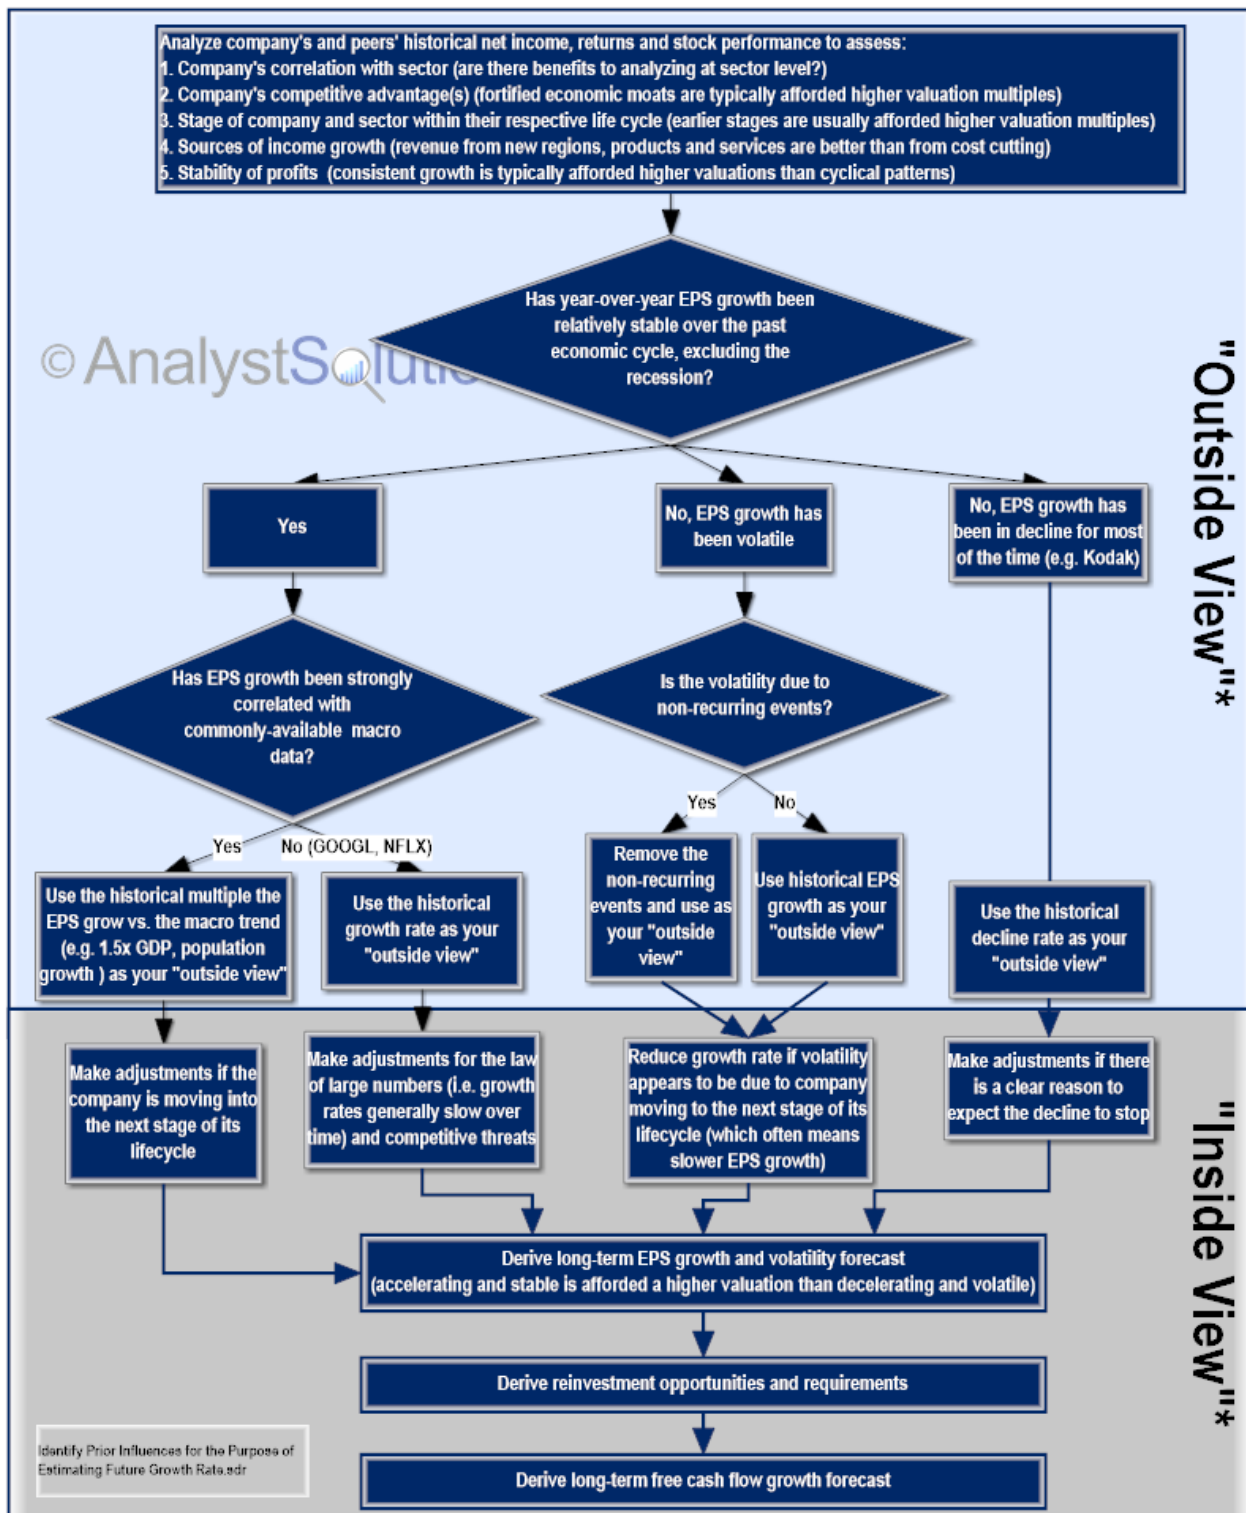 Analyze company's and peers' historical net income, returns and stock performance to assess:
1. Company's correlation with sector (are there benefits to analyzing at sector level?)
2. Company's competitive advantage(s) (fortified economic moats are typically afforded higher valuation multiples)
3. Stage of company and sector within their respective life cycle (earlier stages are usually afforded higher valuation multiples)
4. Sources of income growth (revenue from new regions, products and services are better than from cost cutting)
5. Stability of profits (consistent growth is typically afforded higher valuations than cyclical patterns)
Has year-over-year EPS growth been
relatively stable over the past
economic cycle, excluding the
recession?
© AnalystSolutio
"Outside View"*
Yes
No, EPS growth has
been volatile
No, EPS growth has
been in decline for most
of the time (e.g. Kodak)
Has EPS growth been strongly
correlated with
commonly-available macro
data?
Is the volatility due to
non-recurring events?
Yes
No (GOOGL, NFLX)
Yes
No
Use the historical multiple the
EPS grow vs. the macro trend
(e.g. 1.5x GDP, population
growth ) as your "outside view"
Use the historical
growth rate as your
"outside view"
Remove the
non-recurring
events and use as
your "outside
view"
Use historical EPS
growth as your
"outside view"
Use the historical
decline rate as your
"outside view"
Make adjustments if the
company is moving into
the next stage of its
lifecycle
Make adjustments for the law
of large numbers (i.e. growth
rates generally slow over
time) and competitive threats
Reduce growth rate if volatility
appears to be due to company
moving to the next stage of its
lifecycle (which often means
slower EPS growth)
Make adjustments if there
is a clear reason to
expect the decline to stop
"Inside View"*
Derive long-term EPS growth and volatility forecast
(accelerating and stable is afforded a higher valuation than decelerating and volatile)
Derive reinvestment opportunities and requirements
Derive long-term free cash flow growth forecast
Identify Prior Influences for the Purpose of
Estimating Future Growth Rate.sdr